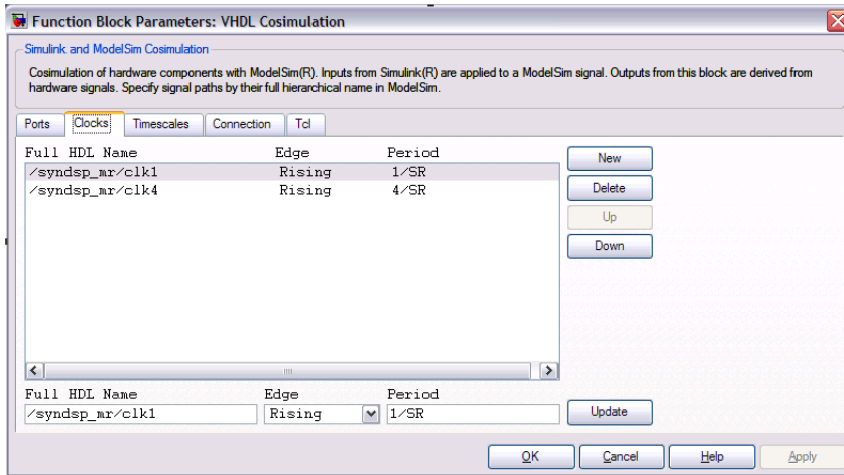 Function Block Parameters: VHDL Cosimulation
Simulink and ModelSim Cosimulation
Cosimulation of hardware components with ModelSim(R). Inputs from Simulink(R) are applied to a ModelSim signal. Outputs from this block are derived from
hardware signals. Specify signal paths by their full hierarchical name in ModelSim.
Ports Clocks Timescales Connection Tcl
Full HDL Name Edge Period
/syndsp_mr/clk1 Rising 1/SR
/syndsp_mr/clk4 Rising 4/SR
New
Delete
Up
Down
Full HDL Name Edge Period
/syndsp_mr/clk1 Rising 1/SR Update
OK Cancel Help Apply